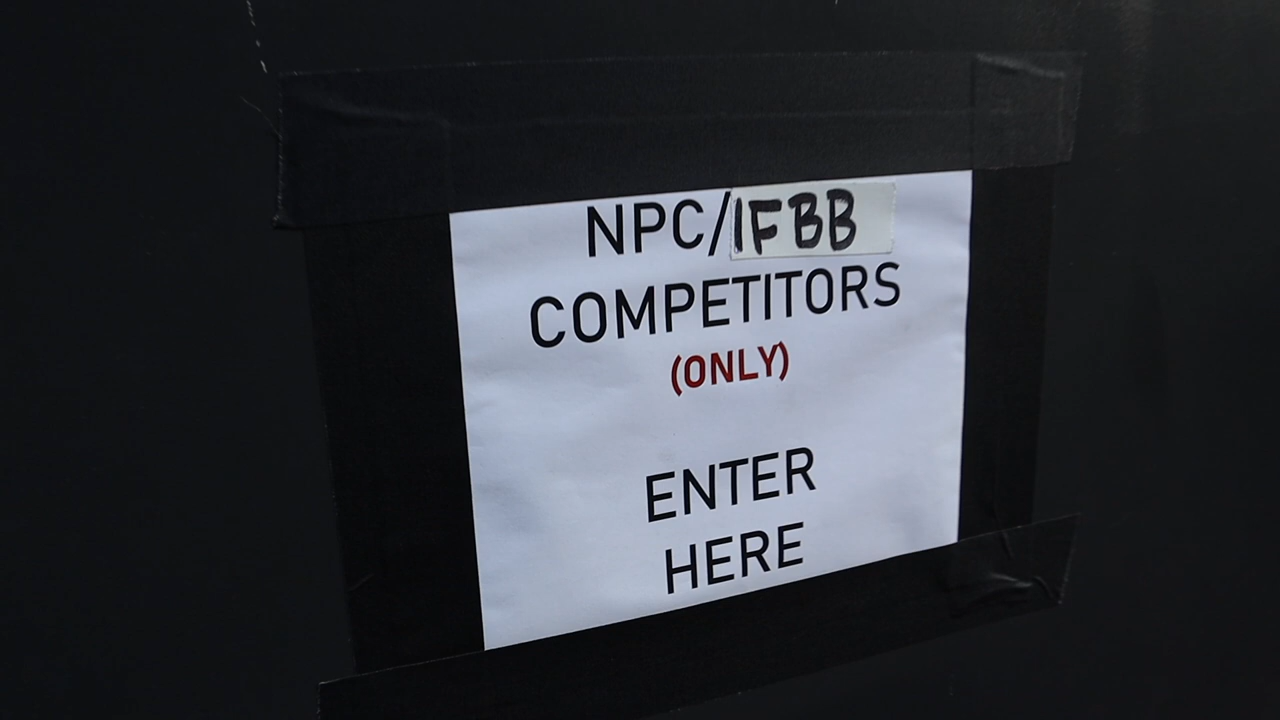 NPC/IFBB
COMPETITORS
(ONLY)
ENTER
HERE